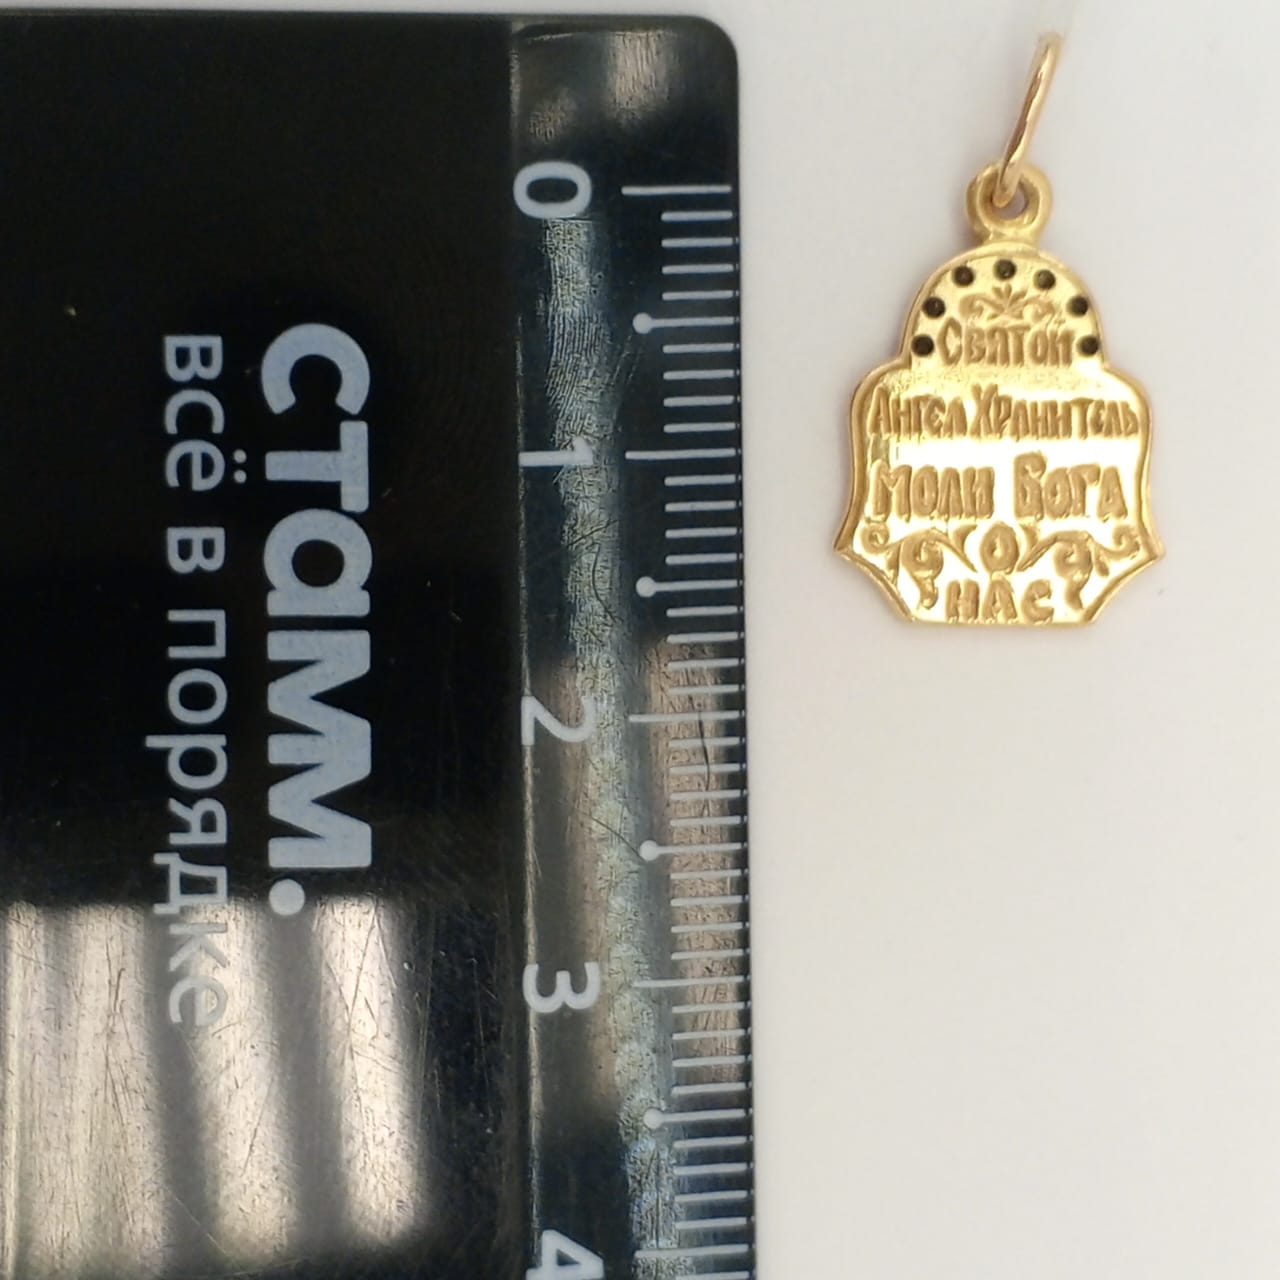 стамм.
всё в порядке
0
1
2
3
4
Святой
Ангел Хранитель
моли Бога
о
нас